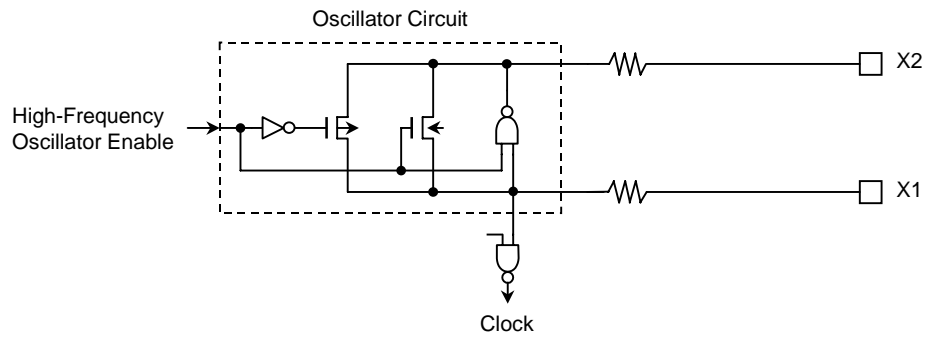 Oscillator Circuit
X2
High-Frequency
Oscillator Enable
X1
Clock